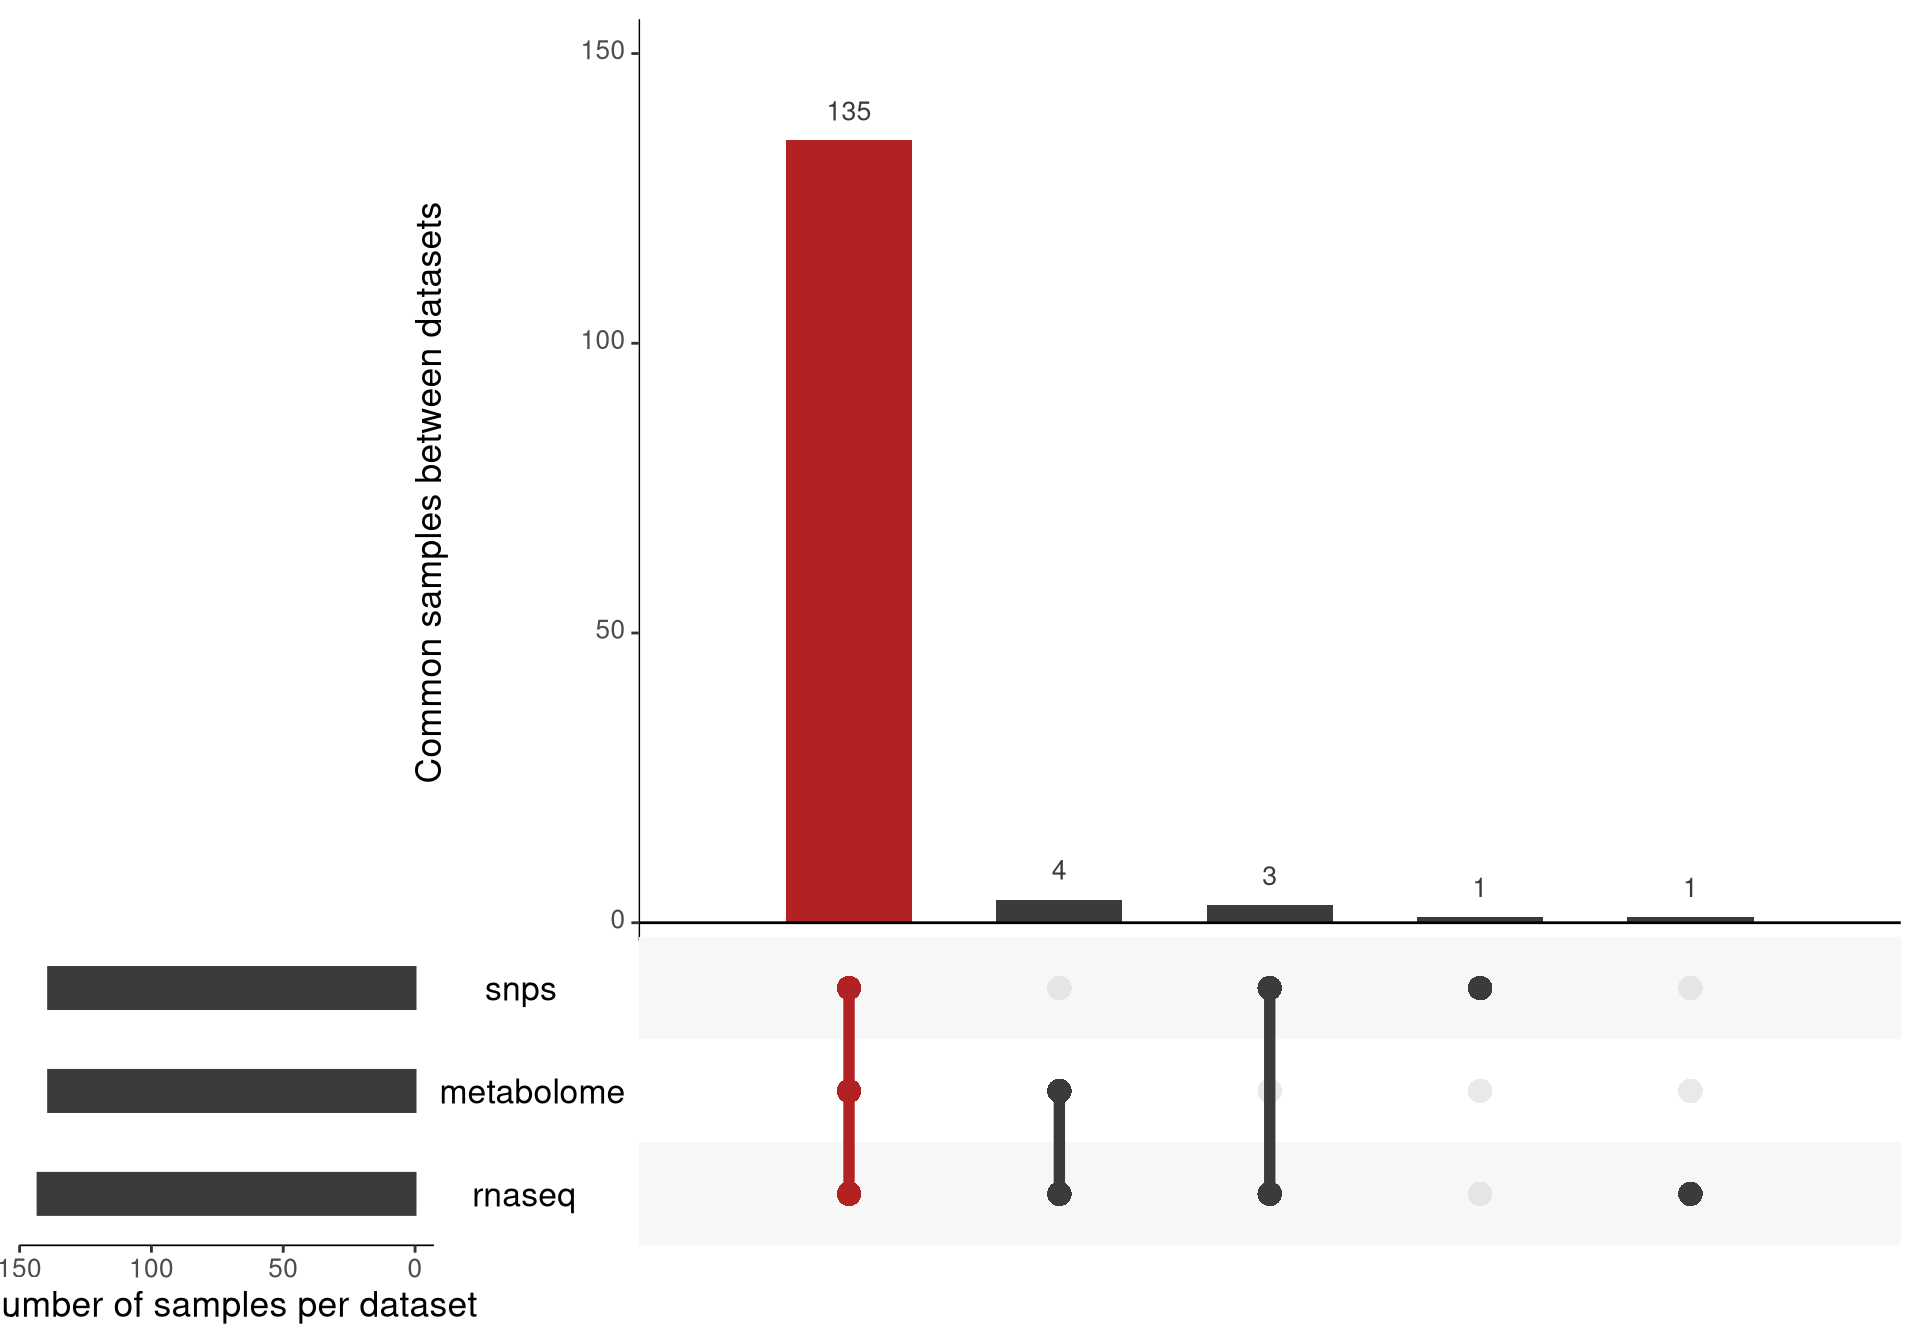 150
100
50
0
Common samples between datasets
135
4
3
1
1
snps
metabolome
rnaseq
150
100
50
0
umber of samples per dataset